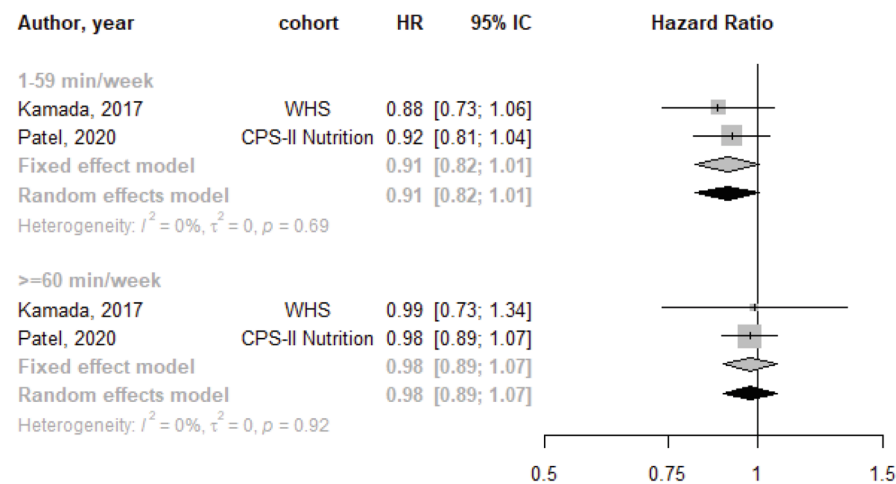 Author, year cohort HR 95% IC Hazard Ratio
1-59 min/week
Kamada, 2017 WHS 0.88 [0.73; 1.06]
Patel, 2020 CPS-II Nutrition 0.92 [0.81; 1.04]
Fixed effect model 0.91 [0.82; 1.01]
Random effects model 0.91 [0.82; 1.01]
Heterogeneity: I² = 0%, τ² = 0, p = 0.69
>=60 min/week
Kamada, 2017 WHS 0.99 [0.73; 1.34]
Patel, 2020 CPS-II Nutrition 0.98 [0.89; 1.07]
Fixed effect model 0.98 [0.89; 1.07]
Random effects model 0.98 [0.89; 1.07]
Heterogeneity: I² = 0%, τ² = 0, p = 0.92
0.5 0.75 1 1.5